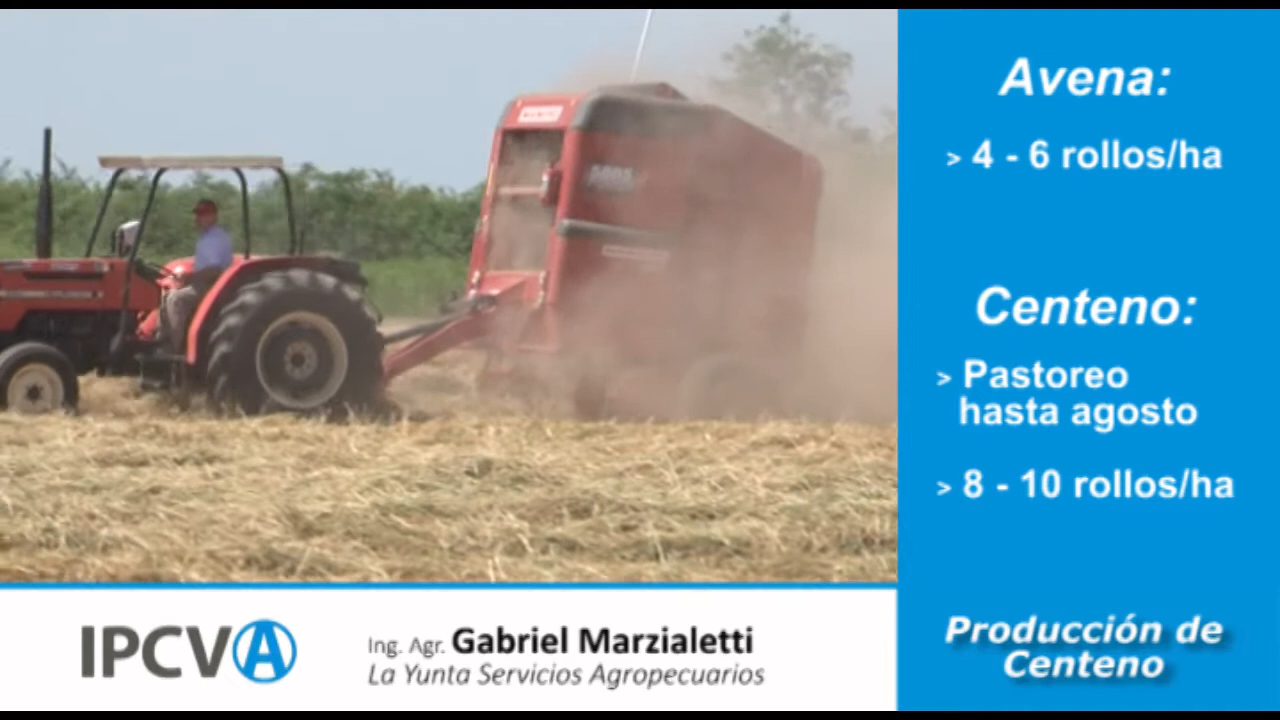 Avena:
> 4 - 6 rollos/ha
Centeno:
> Pastoreo
hasta agosto
> 8 - 10 rollos/ha
Producción de
Centeno
IPCVA
Ing. Agr. Gabriel Marzialetti
La Yunta Servicios Agropecuarios